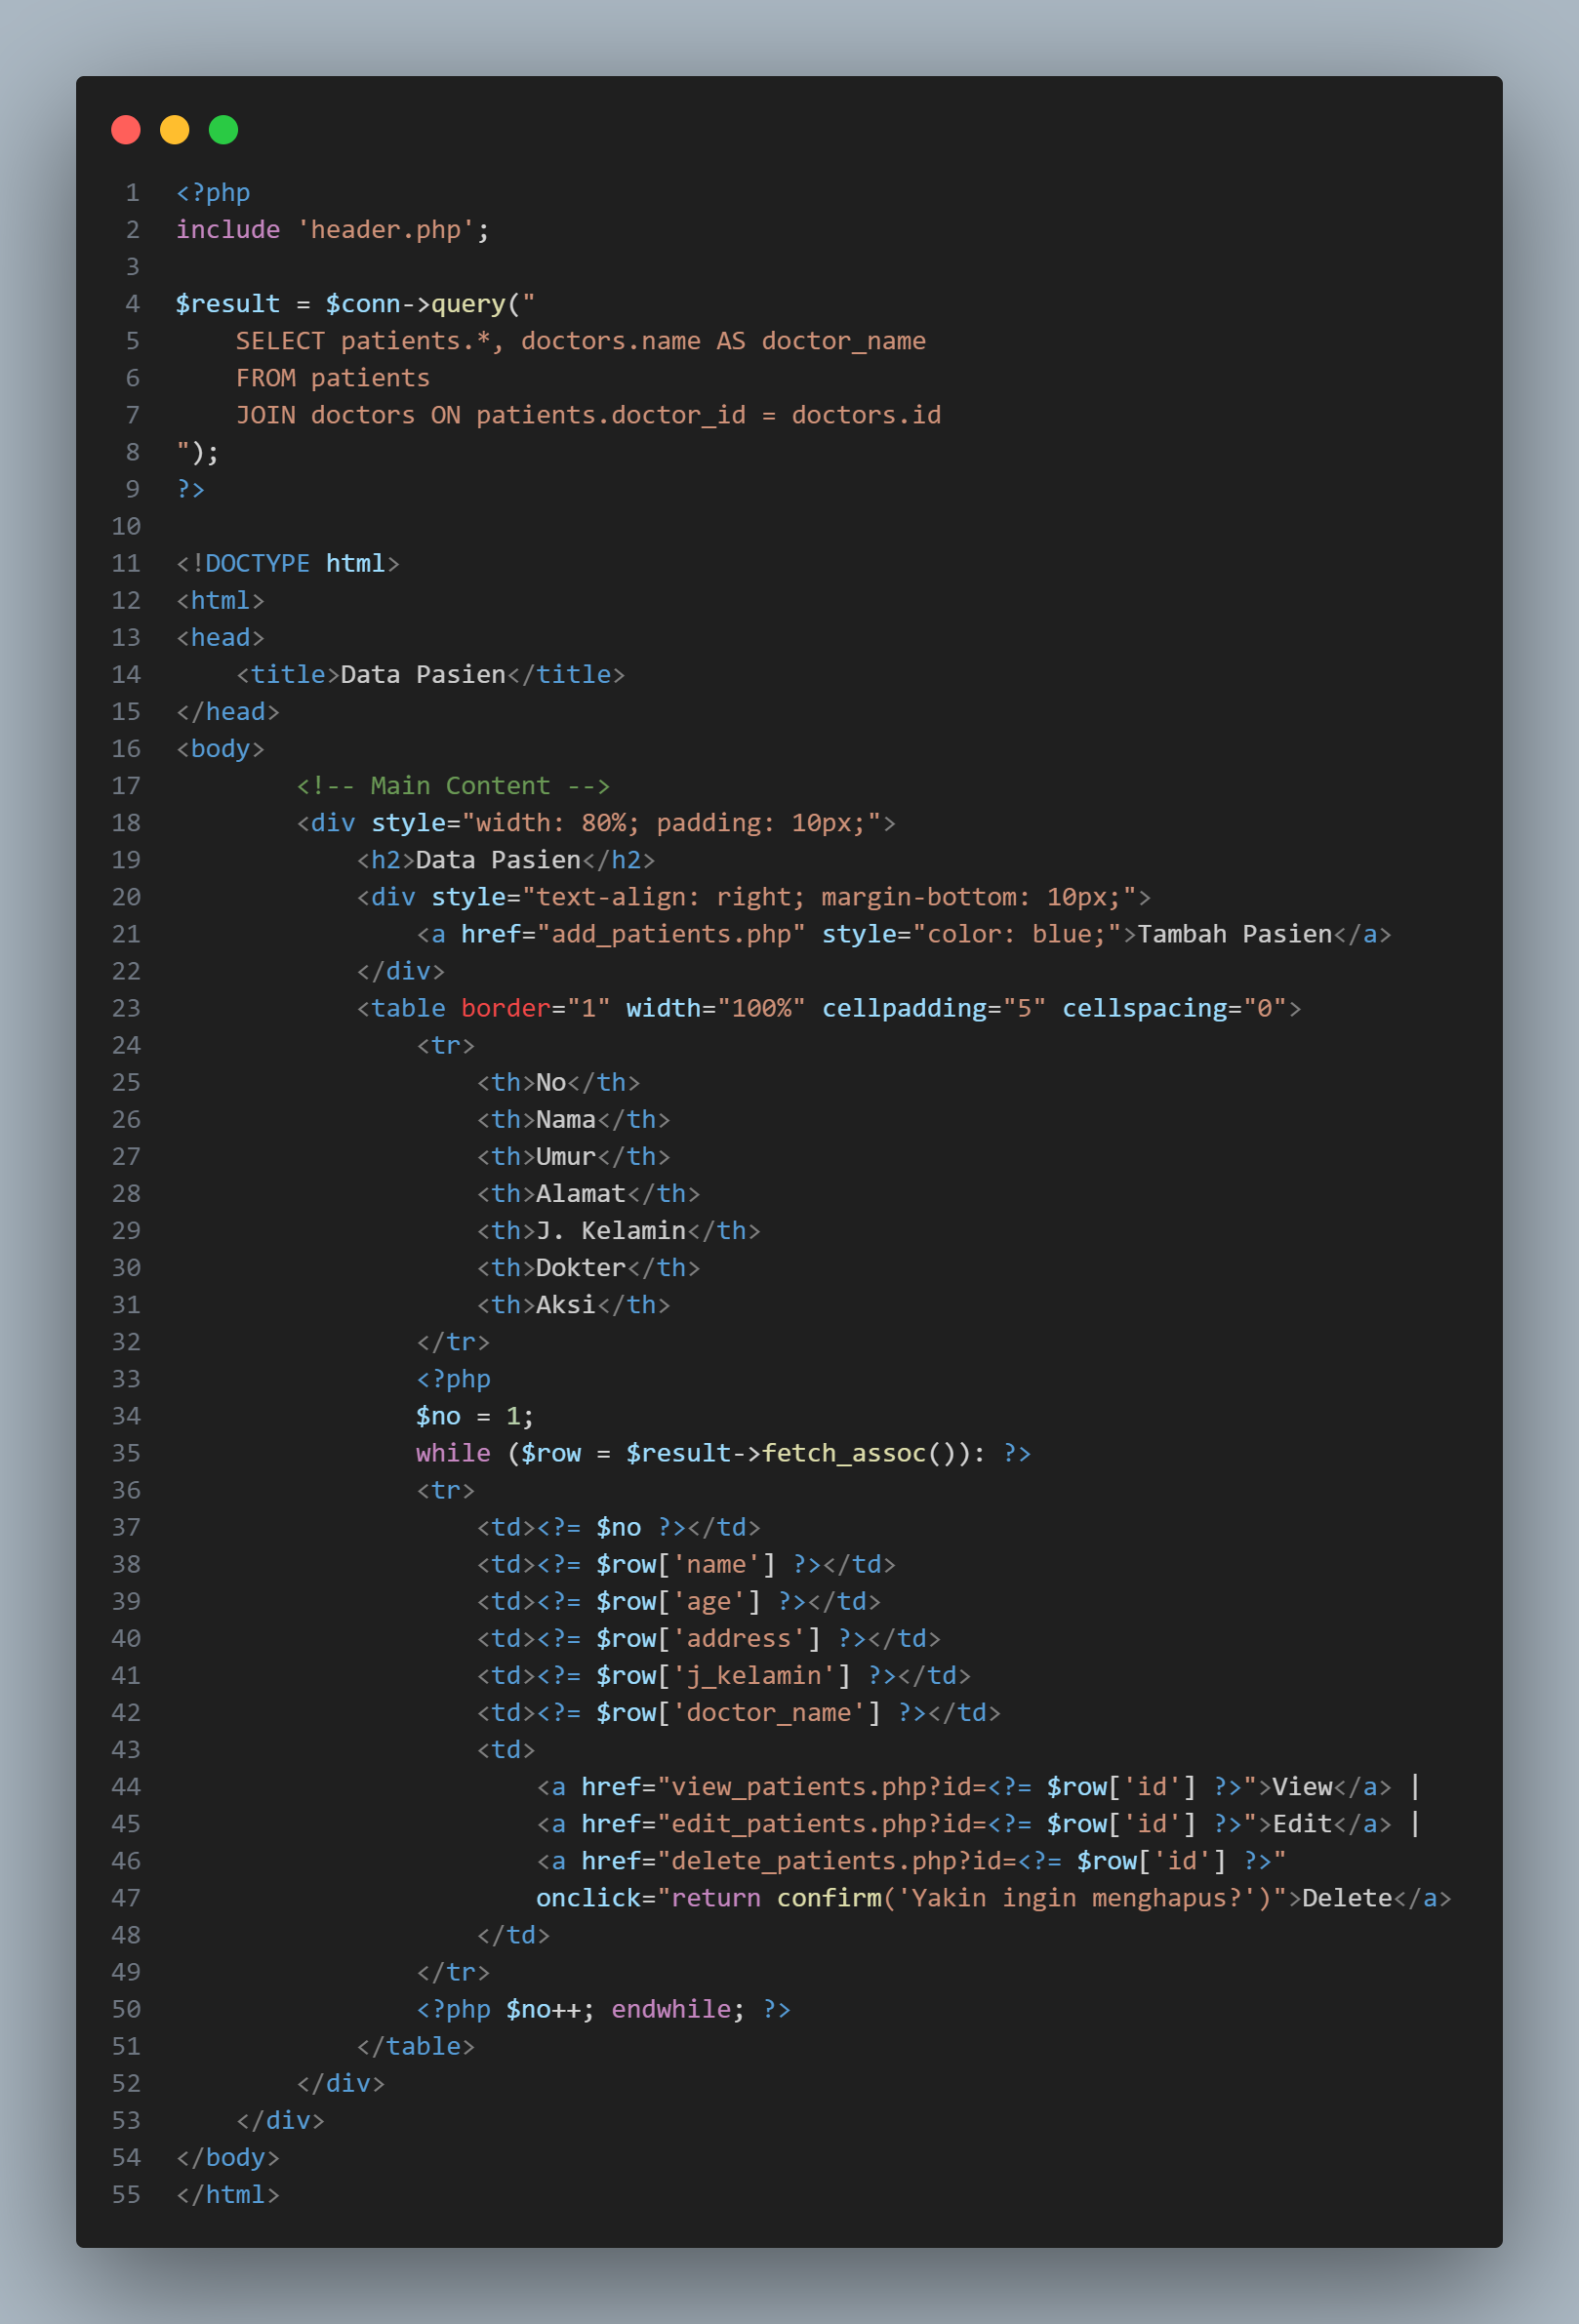 1 <?php
2 include 'header.php';
3
4 $result = $conn->query("
5     SELECT patients.*, doctors.name AS doctor_name
6     FROM patients
7     JOIN doctors ON patients.doctor_id = doctors.id
8 ");
9 ?>
10
11 <!DOCTYPE html>
12 <html>
13 <head>
14     <title>Data Pasien</title>
15 </head>
16 <body>
17         <!-- Main Content -->
18         <div style="width: 80%; padding: 10px;">
19             <h2>Data Pasien</h2>
20             <div style="text-align: right; margin-bottom: 10px;">
21                 <a href="add_patients.php" style="color: blue;">Tambah Pasien</a>
22             </div>
23             <table border="1" width="100%" cellpadding="5" cellspacing="0">
24                 <tr>
25                     <th>No</th>
26                     <th>Nama</th>
27                     <th>Umur</th>
28                     <th>Alamat</th>
29                     <th>J. Kelamin</th>
30                     <th>Dokter</th>
31                     <th>Aksi</th>
32                 </tr>
33                 <?php
34                 $no = 1;
35                 while ($row = $result->fetch_assoc()): ?>
36                 <tr>
37                     <td><?= $no ?></td>
38                     <td><?= $row['name'] ?></td>
39                     <td><?= $row['age'] ?></td>
40                     <td><?= $row['address'] ?></td>
41                     <td><?= $row['j_kelamin'] ?></td>
42                     <td><?= $row['doctor_name'] ?></td>
43                     <td>
44                         <a href="view_patients.php?id=<?= $row['id'] ?>">View</a> |
45                         <a href="edit_patients.php?id=<?= $row['id'] ?>">Edit</a> |
46                         <a href="delete_patients.php?id=<?= $row['id'] ?>"
47                         onclick="return confirm('Yakin ingin menghapus?')">Delete</a>
48                     </td>
49                 </tr>
50                 <?php $no++; endwhile; ?>
51             </table>
52         </div>
53     </div>
54 </body>
55 </html>